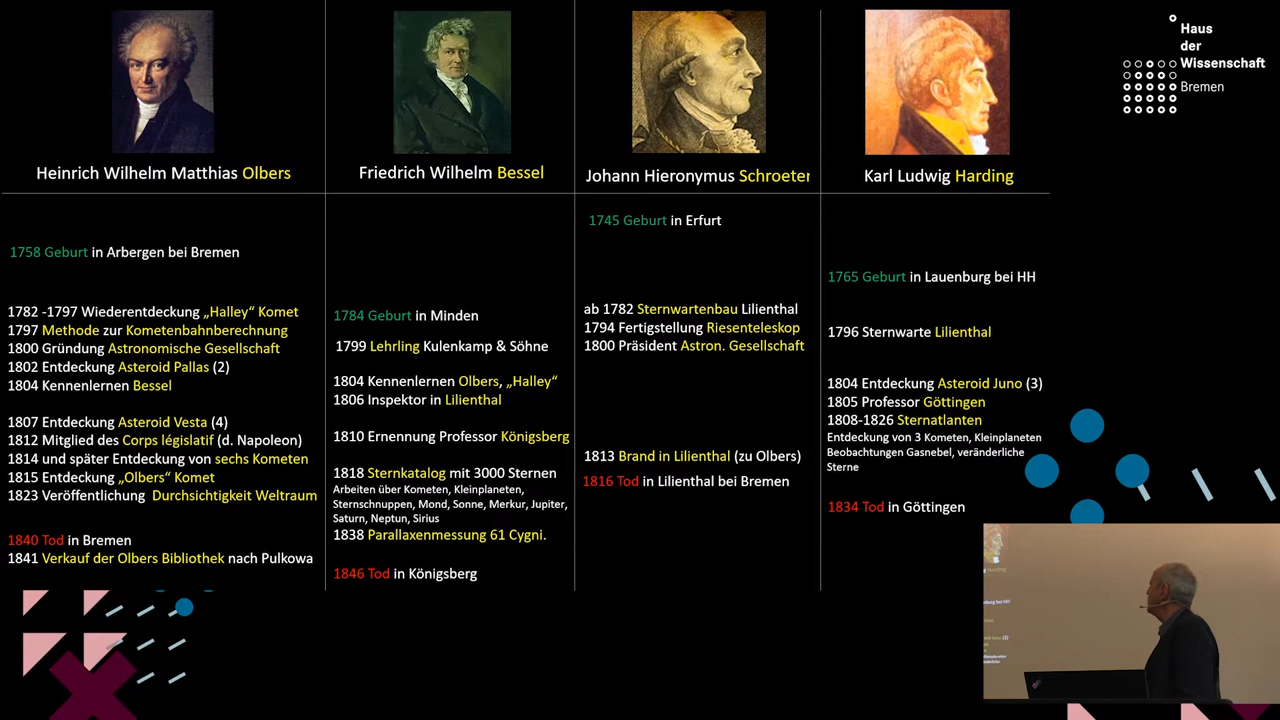 Haus
der
Wissenschaft
Bremen
Heinrich Wilhelm Matthias Olbers
1758 Geburt in Arbergen bei Bremen
1782 -1797 Wiederentdeckung „Halley“ Komet
1797 Methode zur Kometenbahnberechnung
1800 Gründung Astronomische Gesellschaft
1802 Entdeckung Asteroid Pallas (2)
1804 Kennenlernen Bessel
1807 Entdeckung Asteroid Vesta (4)
1812 Mitglied des Corps législatif (d. Napoleon)
1814 und später Entdeckung von sechs Kometen
1815 Entdeckung „Olbers“ Komet
1823 Veröffentlichung Durchsichtigkeit Weltraum
1840 Tod in Bremen
1841 Verkauf der Olbers Bibliothek nach Pulkowa
Friedrich Wilhelm Bessel
1784 Geburt in Minden
1799 Lehrling Kulenkamp & Söhne
1804 Kennenlernen Olbers, „Halley“
1806 Inspektor in Lilienthal
1810 Ernennung Professor Königsberg
1818 Sternkatalog mit 3000 Sternen
Arbeiten über Kometen, Kleinplaneten,
Sternschnuppen, Mond, Sonne, Merkur, Jupiter,
Saturn, Neptun, Sirius
1838 Parallaxenmessung 61 Cygni.
1846 Tod in Königsberg
Johann Hieronymus Schroeter
1745 Geburt in Erfurt
ab 1782 Sternwartenbau Lilienthal
1794 Fertigstellung Riesenteleskop
1800 Präsident Astron. Gesellschaft
1813 Brand in Lilienthal (zu Olbers)
1816 Tod in Lilienthal bei Bremen
Karl Ludwig Harding
1765 Geburt in Lauenburg bei HH
1796 Sternwarte Lilienthal
1804 Entdeckung Asteroid Juno (3)
1805 Professor Göttingen
1808-1826 Sternatlanten
Entdeckung von 3 Kometen, Kleinplaneten
Beobachtungen Gasnebel, veränderliche
Sterne
1834 Tod in Göttingen